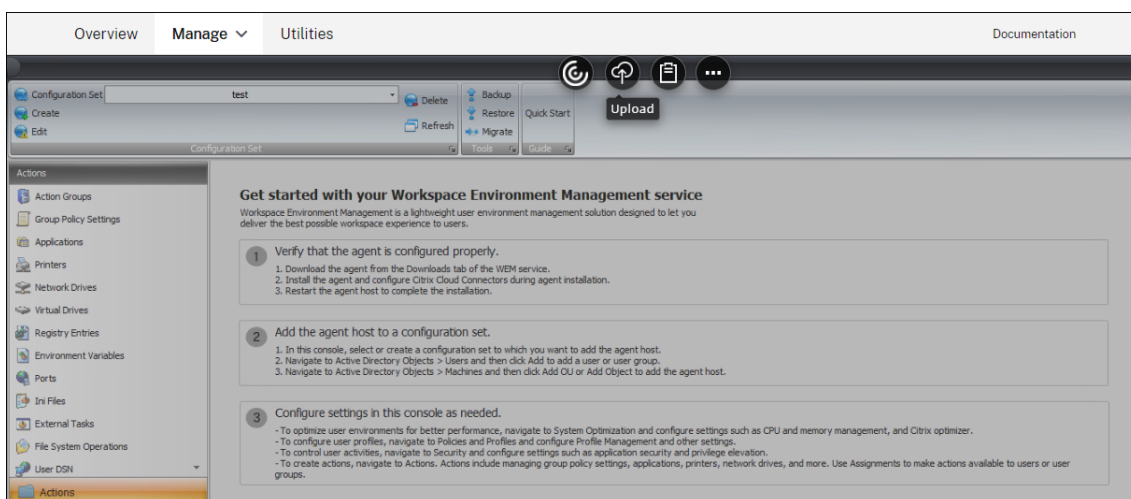 Overview Manage Utilities Documentation
Configuration Set test
Create
Edit
Delete
Refresh
Configuration Set
Backup
Restore
Migrate
Tools
Quick Start
Guide
Upload
Actions
Action Groups
Group Policy Settings
Applications
Printers
Network Drives
Virtual Drives
Registry Entries
Environment Variables
Ports
Ini Files
External Tasks
File System Operations
User DSN
Actions
Get started with your Workspace Environment Management service
Workspace Environment Management is a lightweight user environment management solution designed to let you
deliver the best possible workspace experience to users.
1
Verify that the agent is configured properly.
1. Download the agent from the Downloads tab of the WEM service.
2. Install the agent and configure Citrix Cloud Connectors during agent installation.
3. Restart the agent host to complete the installation.
2
Add the agent host to a configuration set.
1. In this console, select or create a configuration set to which you want to add the agent host.
2. Navigate to Active Directory Objects > Users and then click Add to add a user or user group.
3. Navigate to Active Directory Objects > Machines and then click Add OU or Add Object to add the agent host.
3
Configure settings in this console as needed.
- To optimize user environments for better performance, navigate to System Optimization and configure settings such as CPU and memory management, and Citrix optimizer.
- To configure user profiles, navigate to Policies and Profiles and configure Profile Management and other settings.
- To control user activities, navigate to Security and configure settings such as application security and privilege elevation.
- To create actions, navigate to Actions. Actions include managing group policy settings, applications, printers, network drives, and more. Use Assignments to make actions available to users or user
groups.